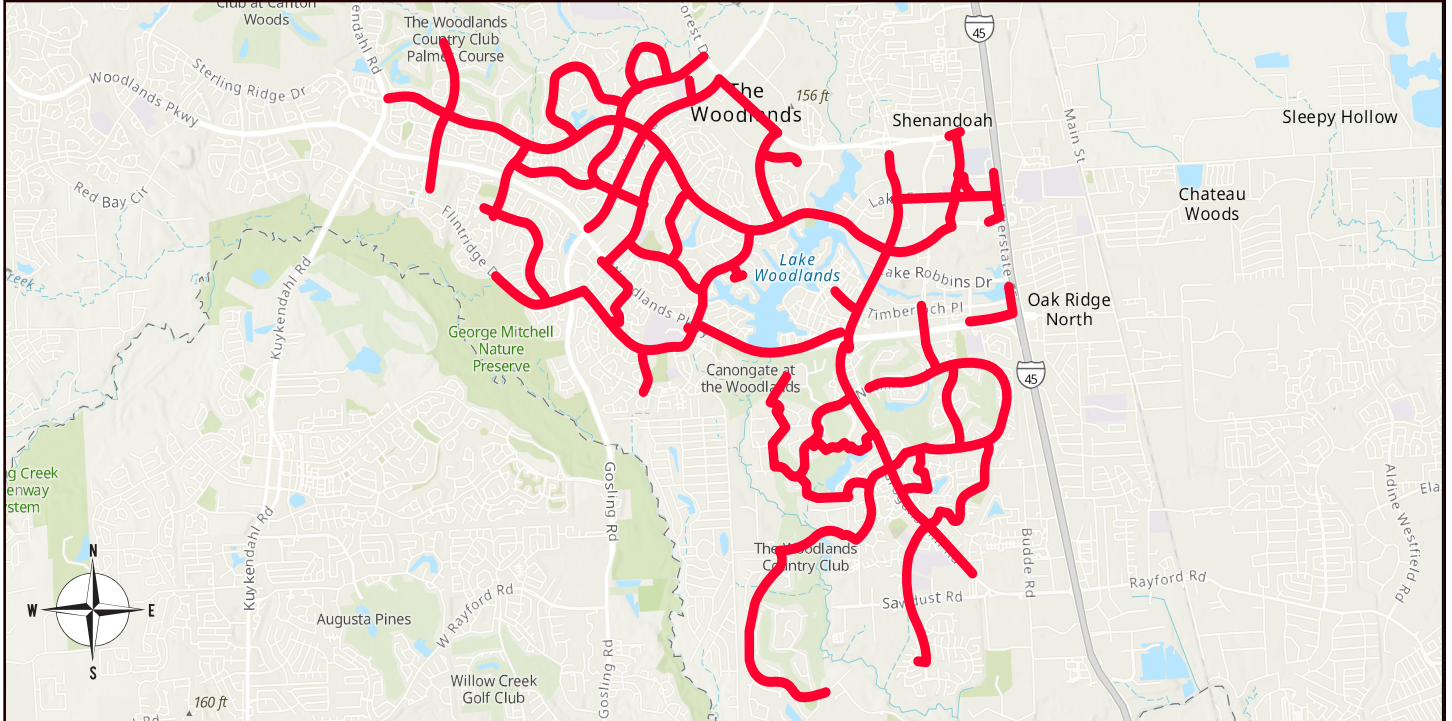 Club at Carlton
Woods
The Woodlands
Country Club
Palmer Course
45
Woodlands Pkwy
Sterling Ridge Dr
The
Woodlands
156 ft
Shenandoah
Main St
Sleepy Hollow
Red Bay Cir
Chateau
Woods
Lake
Woodlands
Lake Robbins Dr
Kuykendahl Rd
Timberloch Pl
Oak Ridge
North
George Mitchell
Nature
Preserve
Canongate at
the Woodlands
45
Gosling Rd
Aldine Westfield Rd
Kuykendahl Rd
The Woodlands
Country Club
Budde Rd
Rayford Rd
N
W
E
S
W Rayford Rd
Sawdust Rd
Augusta Pines
Gosling Rd
Willow Creek
Golf Club
160 ft